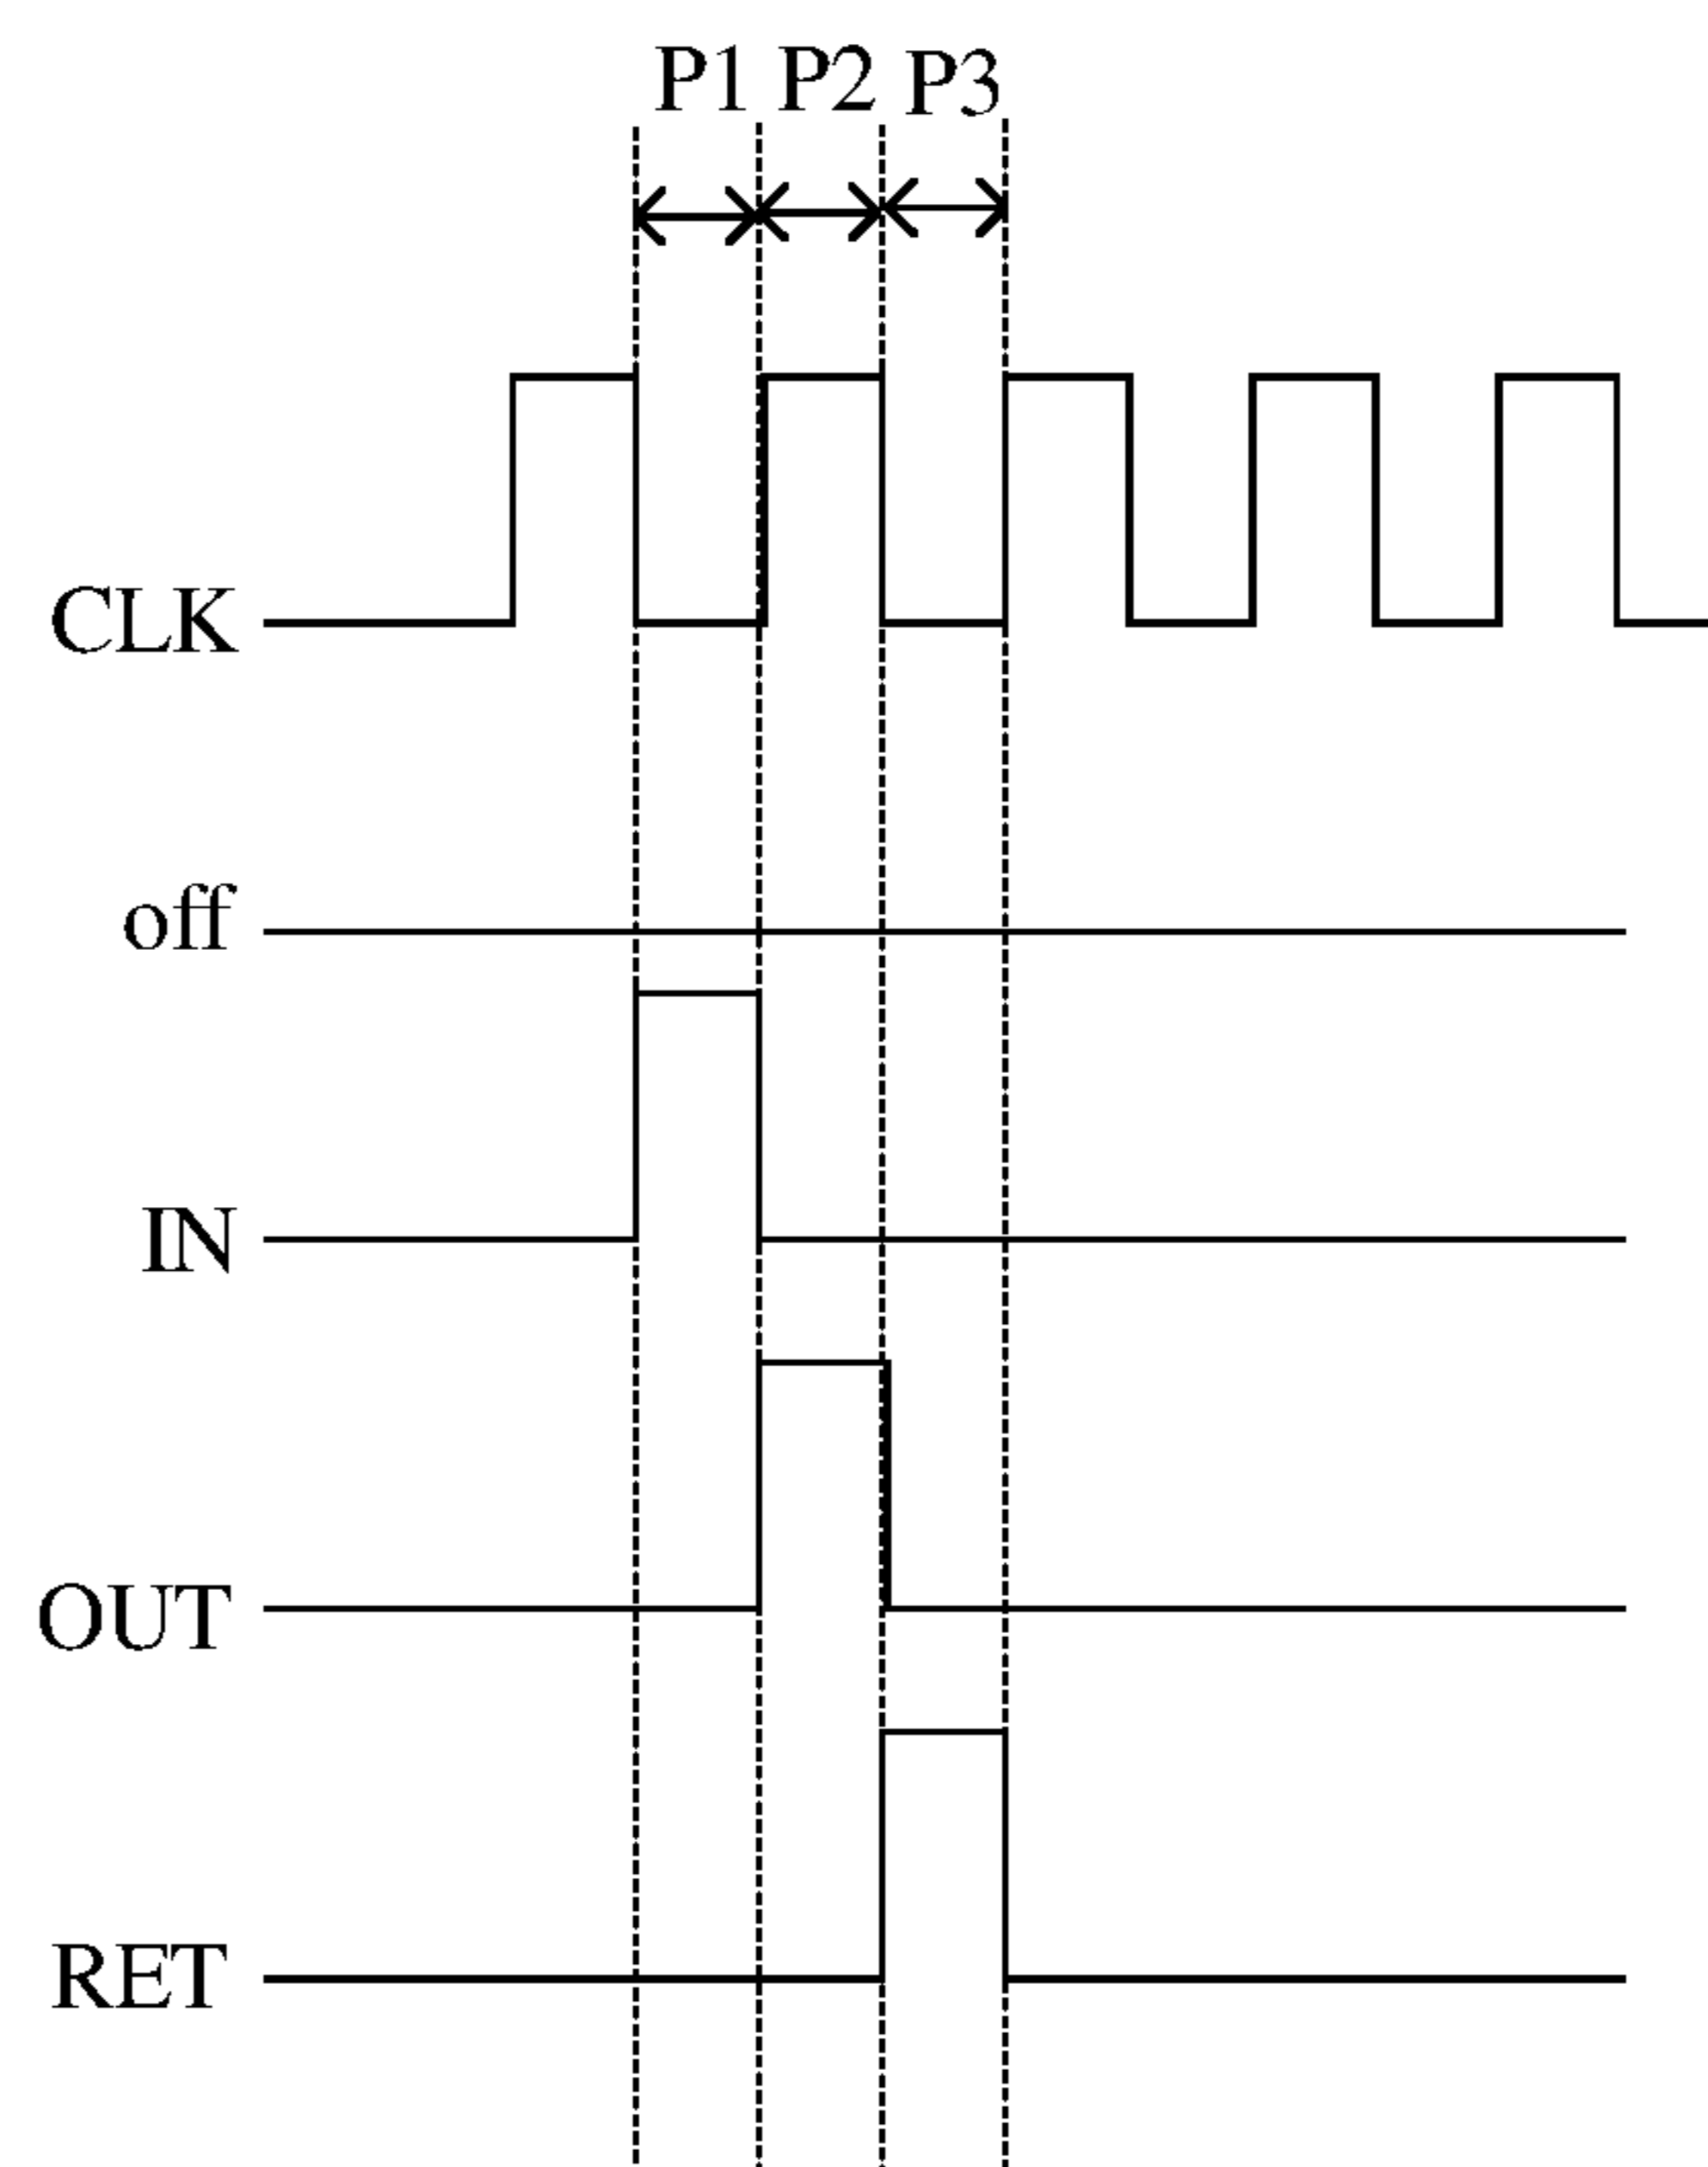 P1 P2 P3
CLK
off
IN
OUT
RET